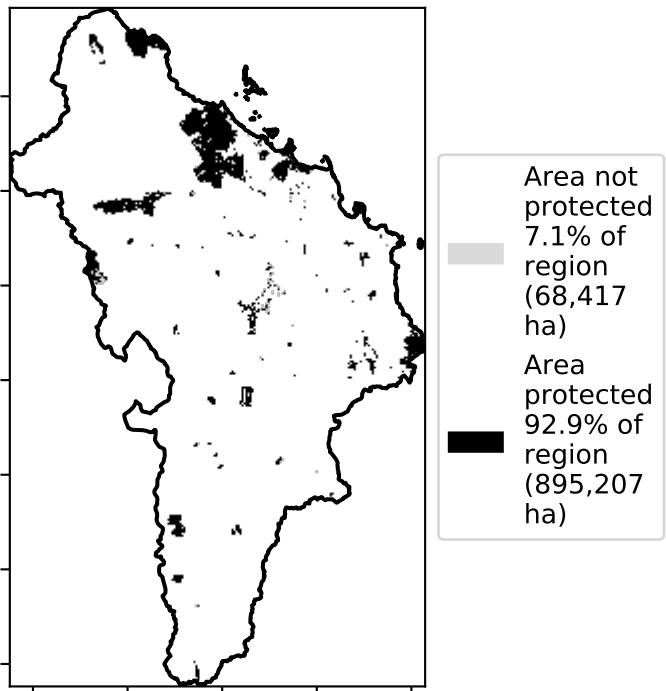 Area not
protected
7.1% of
region
(68,417
ha)
Area
protected
92.9% of
region
(895,207
ha)